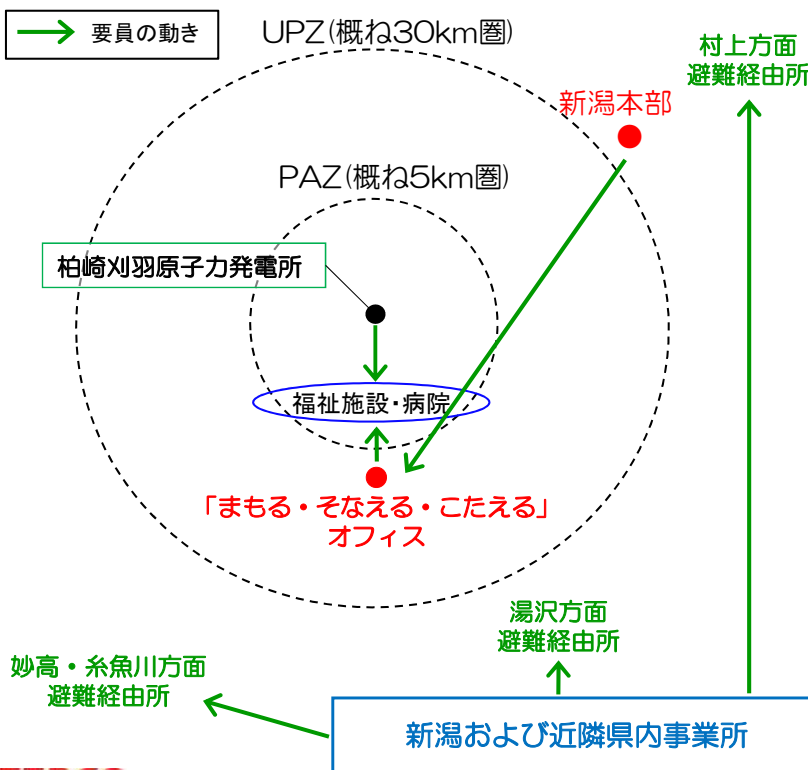 要員の動き
UPZ(概ね30km圏)
村上方面
避難経由所
新潟本部
PAZ(概ね5km圏)
柏崎刈羽原子力発電所
福祉施設・病院
「まもる・そなえる・こたえる」
オフィス
湯沢方面
避難経由所
妙高・糸魚川方面
避難経由所
新潟および近隣県内事業所